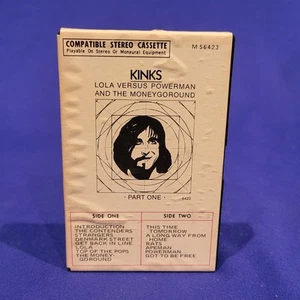 COMPATIBLE STEREO CASSETTE
Playable On Stereo Or Monaural Equipment
M 56423
KINKS
LOLA VERSUS POWERMAN
AND THE MONEYGOROUND
- PART ONE -
6423
SIDE ONE
INTRODUCTION
THE CONTENDERS
STRANGERS
DENMARK STREET
GET BACK IN LINE
LOLA
TOP OF THE POPS
THE MONEY
GOROUND
SIDE TWO
THIS TIME
TOMORROW
A LONG WAY FROM
HOME
RATS
APEMAN
POWERMAN
GOT TO BE FREE